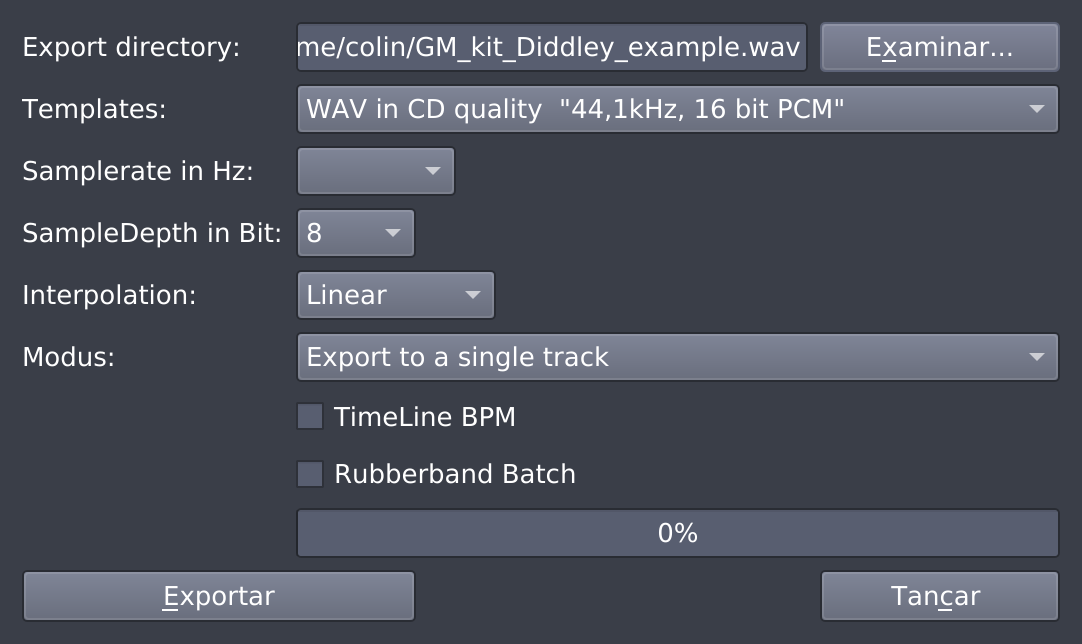 Export directory: me/colin/GM_kit_Diddley_example.wav Examinar...
Templates: WAV in CD quality  "44,1kHz, 16 bit PCM"
Samplerate in Hz:
SampleDepth in Bit: 8
Interpolation: Linear
Modus: Export to a single track
TimeLine BPM
Rubberband Batch
0%
Exportar Tancar